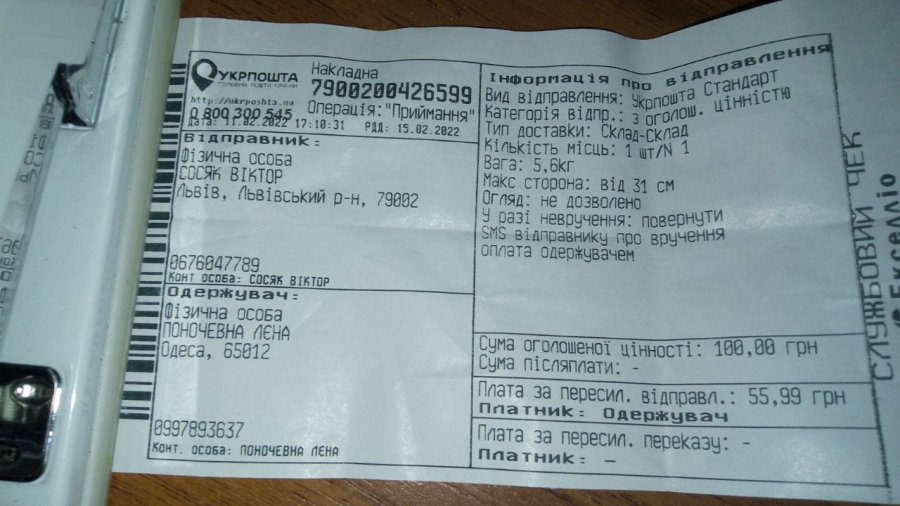 УКРПОШТА
http://ukrposhta.ua
0 800 300 545
Накладна
7900200426599
Операція: "Приймання"
Дата: 11.02.2022 17:10:31 РДД: 15.02.2022
Відправник:
Фізична особа
СОСЯК ВІКТОР
Львів, Львівський р-н, 79002
0676047789
Конт особа: СОСЯК ВІКТОР
Одержувач:
Фізична особа
ПОНОЧЕВНА ЛЄНА
Одеса, 65012
0997893637
Конт. особа: ПОНОЧЕВНА ЛЄНА
Інформація про відправлення
Вид відправлення: Укрпошта Стандарт
Категорія відпр.: з оголош. цінністю
Тип доставки: Склад-Склад
Кількість місць: 1 шт/N 1
Вага: 5,6кг
Макс сторона: від 31 см
Огляд: не дозволено
У разі невручення: повернути
SMS відправнику про вручення
оплата одержувачем
Сума оголошеної цінності: 100,00 грн
Сума післяплати: -
Плата за пересил. відправл.: 55,99 грн
Платник: Одержувач
Плата за пересил. переказу: -
Платник: -
СЛУЖБОВИЙ ЧЕК
Екселліо